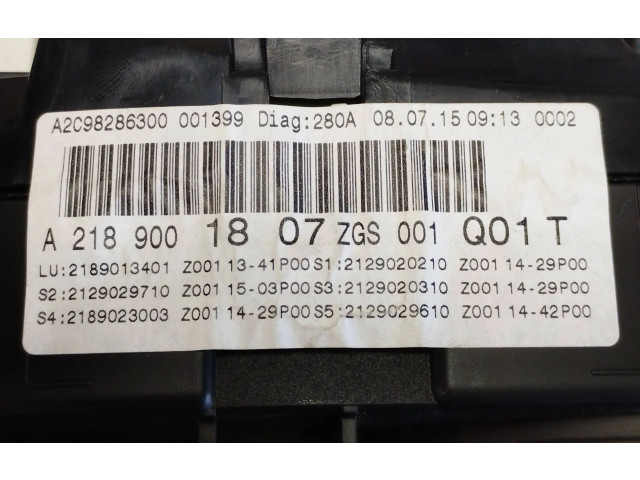 A2C98286300 001399 Diag:280A 08.07.15 09:13 0002
A 218 900 18 07 ZGS 001 Q01 T
LU:2189013401 Z001 13-41P00 S1:2129020210 Z001 14-29P00
S2:2129029710 Z001 15-03P00 S3:2129020310 Z001 14-29P00
S4:2189023003 Z001 14-29P00 S5:2129029610 Z001 14-42P00